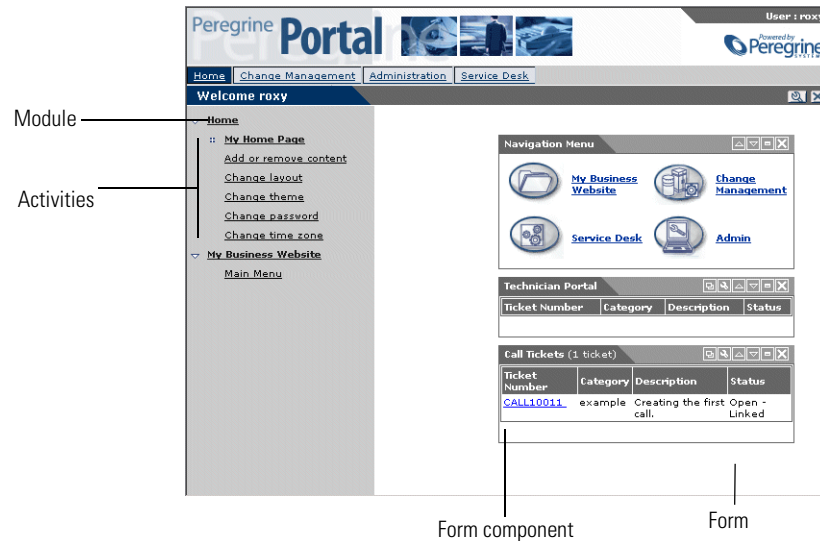 Peregrine Portal
User : roxy
Powered by
Peregrine
SYSTEMS
Home Change Management Administration Service Desk
Welcome roxy
Module
Home
My Home Page
Add or remove content
Activities
Change layout
Change theme
Change password
Change time zone
My Business Website
Main Menu
Navigation Menu
My Business Website
Change Management
Service Desk
Admin
Technician Portal
Ticket Number Category Description Status
Call Tickets (1 ticket)
Ticket Number Category Description Status
CALL10011 example Creating the first call. Open - Linked
Form component
Form